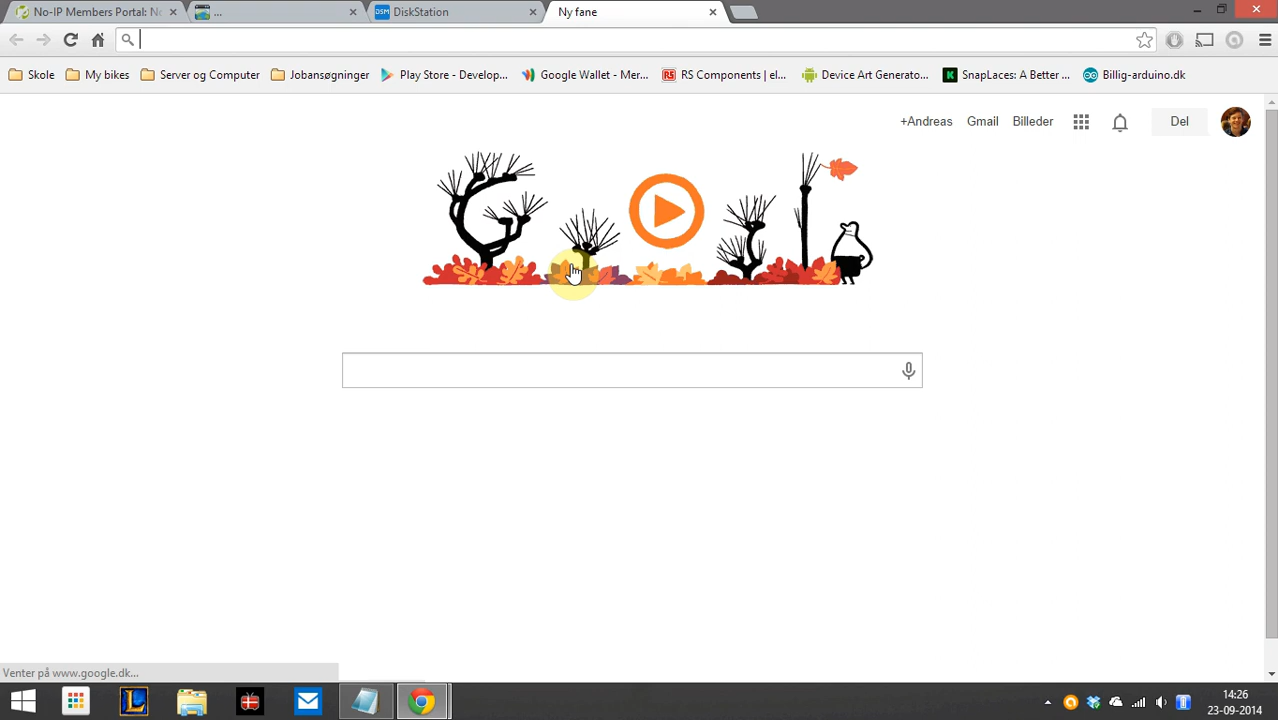 No-IP Members Portal: No
...
DiskStation
Ny fane
Skole
My bikes
Server og Computer
Jobansøgninger
Play Store - Develop...
Google Wallet - Mer...
RS Components | el...
Device Art Generato...
SnapLaces: A Better ...
Billig-arduino.dk
+Andreas
Gmail
Billeder
Del
Venter på www.google.dk...
14:26
23-09-2014